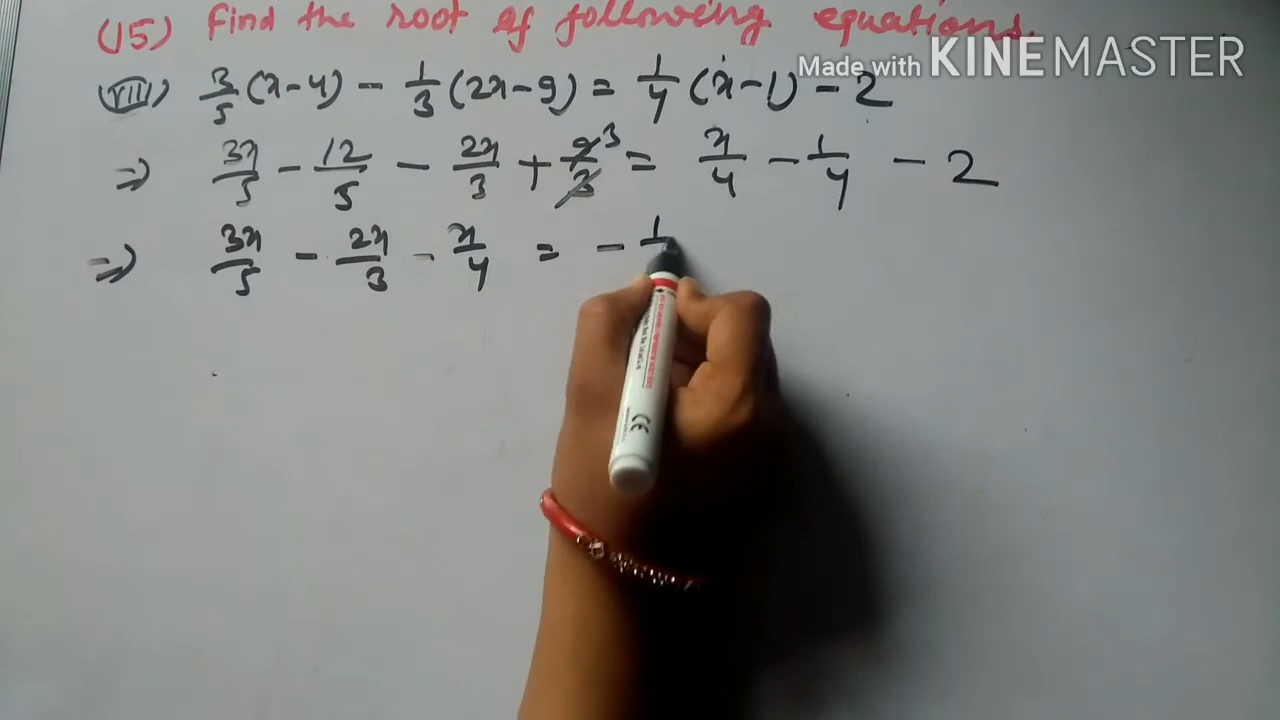 (15) Find the root of following equations.
Made with KINEMASTER
(VIII) 3/5 (x-4) - 1/3 (2x-9) = 1/4 (x-1) - 2
⇒ 3x/5 - 12/5 - 2x/3 + 9/3 3 = x/4 - 1/4 - 2
⇒ 3x/5 - 2x/3 - x/4 = - 1
CE